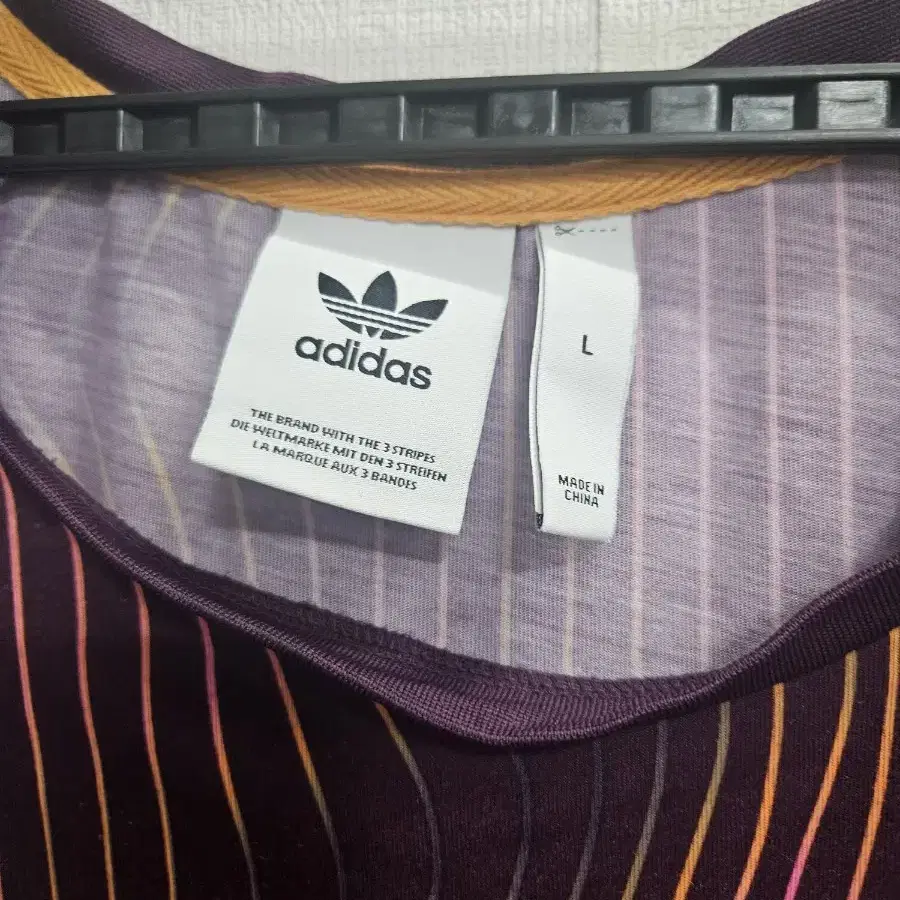 adidas
THE BRAND WITH THE 3 STRIPES
DIE WELTMARKE MIT DEN 3 STREIFEN
LA MARQUE AUX 3 BANDES
L
MADE IN
CHINA